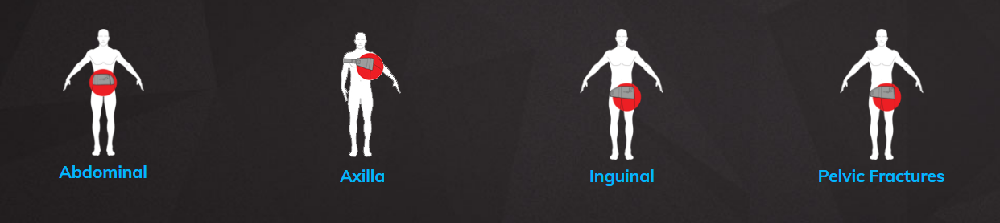 Abdominal
Axilla
Inguinal
Pelvic Fractures